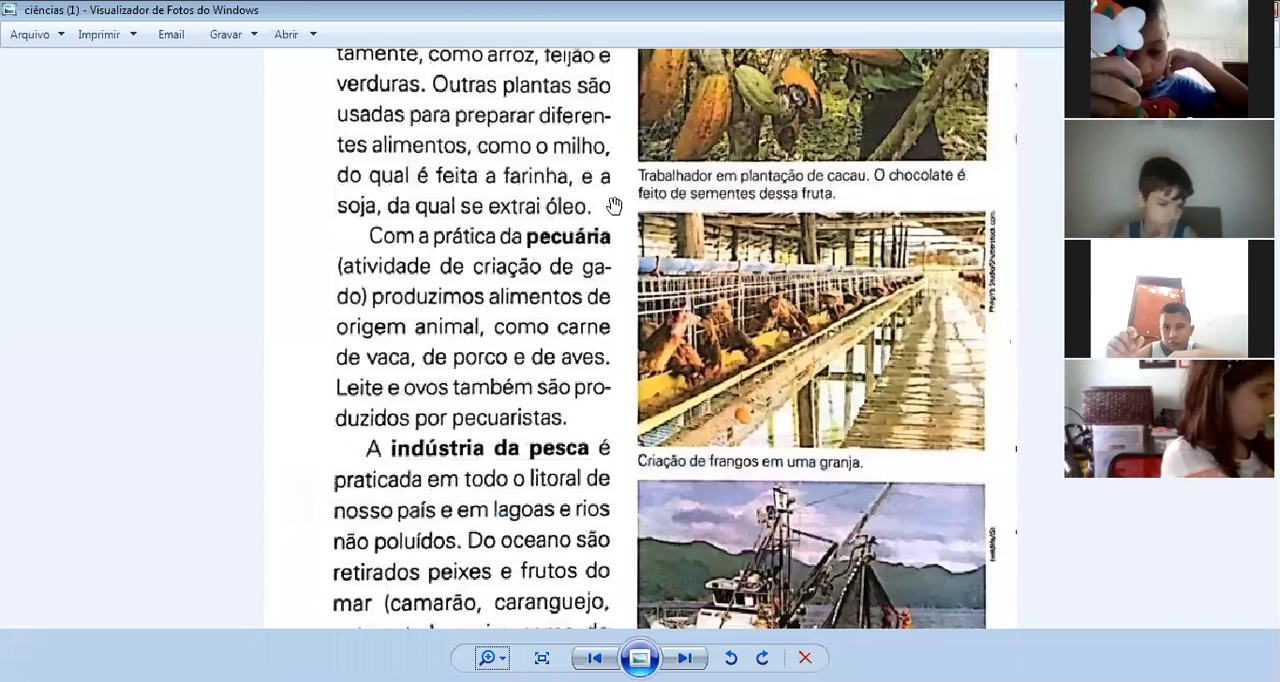 ciências (1) - Visualizador de Fotos do Windows
Arquivo Imprimir Email Gravar Abrir
tamente, como arroz, feijão e
verduras. Outras plantas são
usadas para preparar diferen-
tes alimentos, como o milho,
do qual é feita a farinha, e a
soja, da qual se extrai óleo.
Com a prática da pecuária
(atividade de criação de ga-
do) produzimos alimentos de
origem animal, como carne
de vaca, de porco e de aves.
Leite e ovos também são pro-
duzidos por pecuaristas.
A indústria da pesca é
praticada em todo o litoral de
nosso país e em lagoas e rios
não poluídos. Do oceano são
retirados peixes e frutos do
mar (camarão, caranguejo,
Trabalhador em plantação de cacau. O chocolate é
feito de sementes dessa fruta.
Criação de frangos em uma granja.